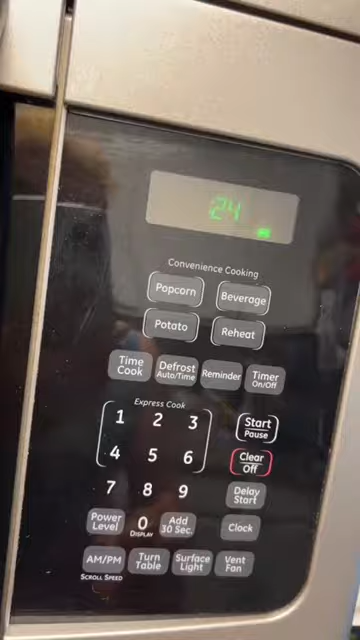 24
Convenience Cooking
Popcorn
Beverage
Potato
Reheat
Time
Cook
Defrost
Auto/Time
Reminder
Timer
On/Off
Express Cook
1 2 3
Start
Pause
4 5 6
Clear
Off
7 8 9
Delay
Start
Power
Level
0
DISPLAY
Add
30 Sec.
Clock
AM/PM
SCROLL SPEED
Turn
Table
Surface
Light
Vent
Fan